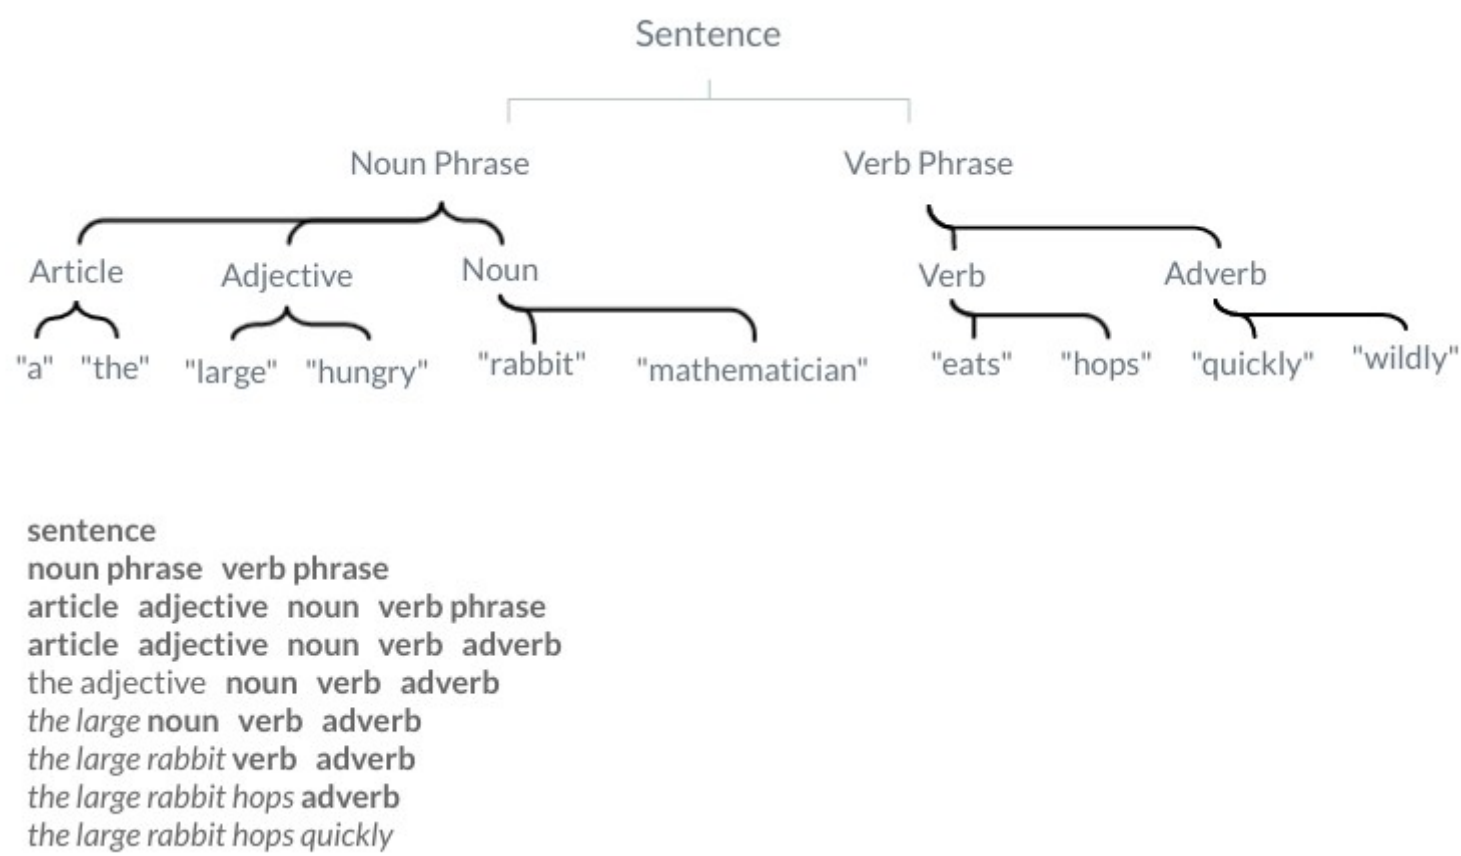 Sentence
Noun Phrase Verb Phrase
Article Adjective Noun Verb Adverb
"a" "the" "large" "hungry" "rabbit" "mathematician" "eats" "hops" "quickly" "wildly"
sentence
noun phrase verb phrase
article adjective noun verb phrase
article adjective noun verb adverb
the adjective noun verb adverb
the large noun verb adverb
the large rabbit verb adverb
the large rabbit hops adverb
the large rabbit hops quickly